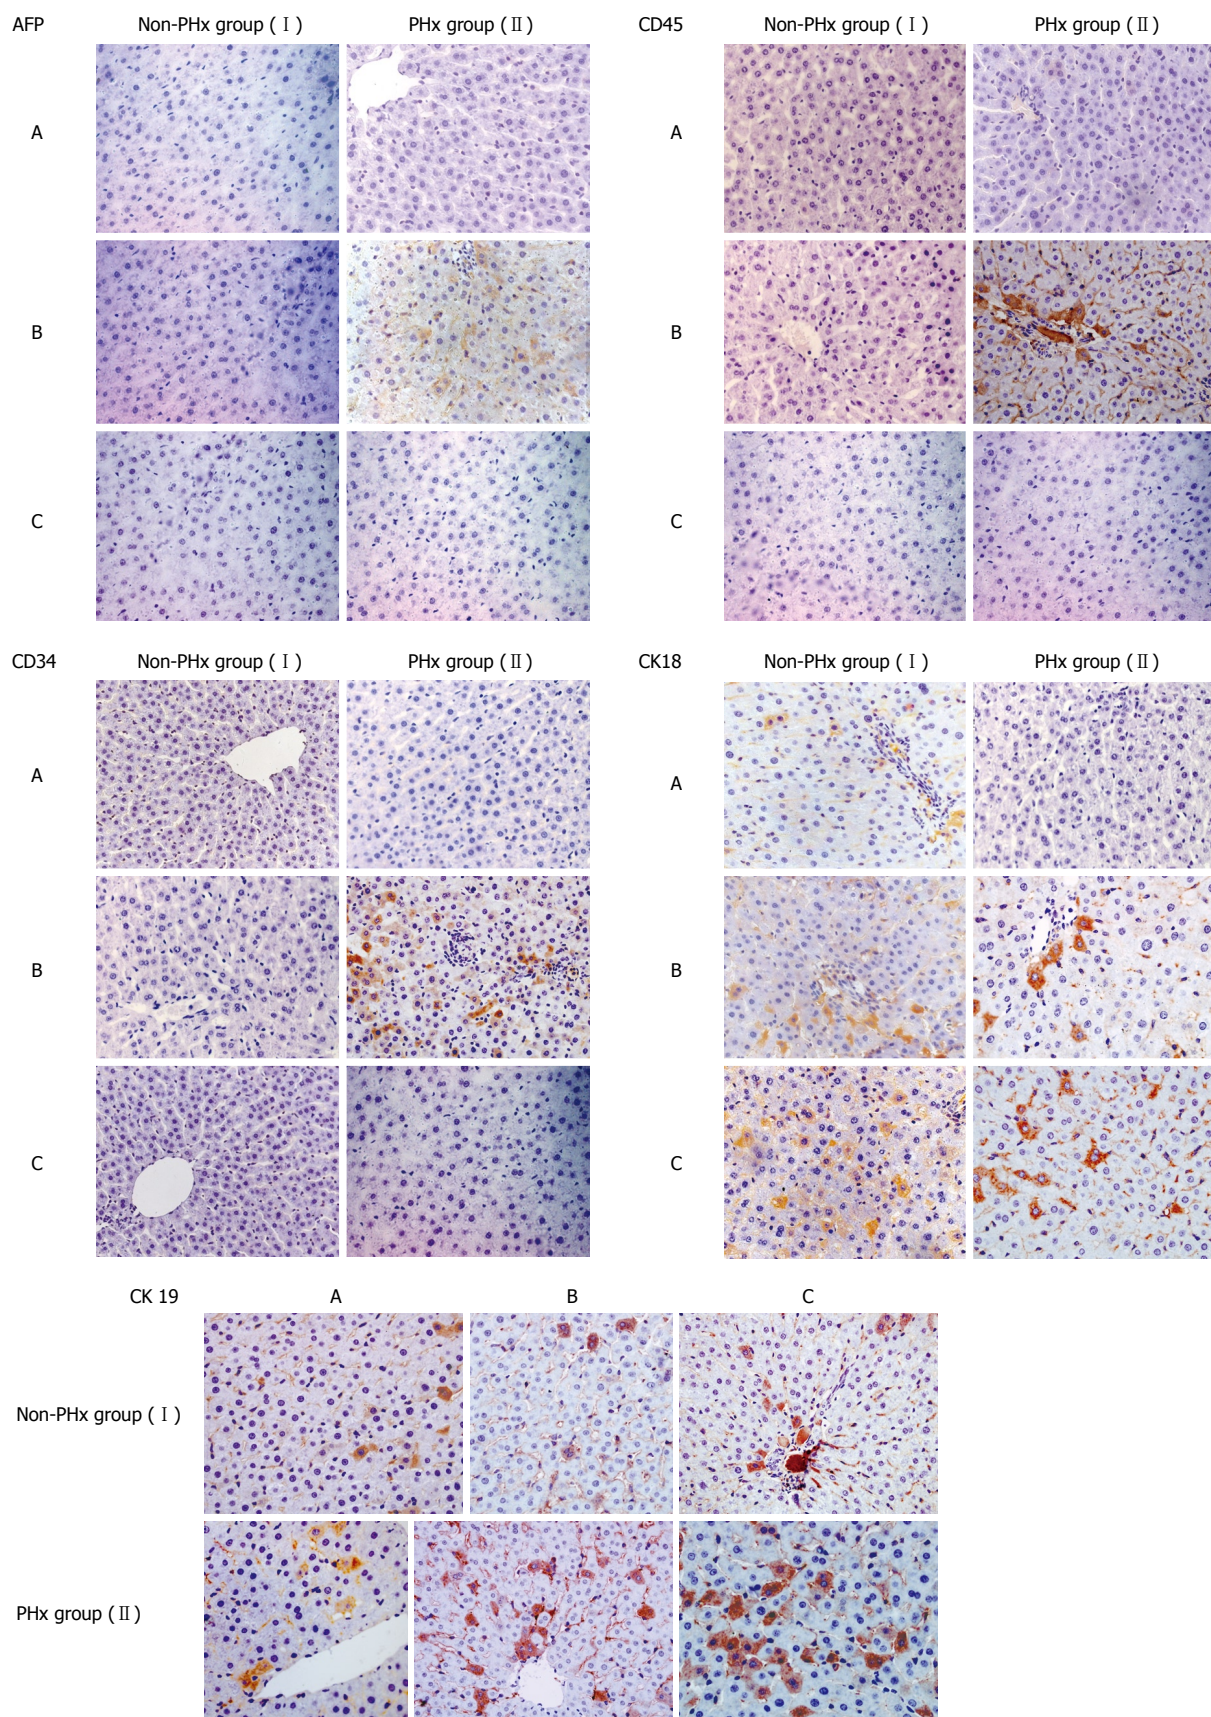 AFP Non-PHx group ( Ⅰ ) PHx group ( Ⅱ )
A
B
C
CD45 Non-PHx group ( Ⅰ ) PHx group ( Ⅱ )
A
B
C
CD34 Non-PHx group ( Ⅰ ) PHx group ( Ⅱ )
A
B
C
CK18 Non-PHx group ( Ⅰ ) PHx group ( Ⅱ )
A
B
C
CK 19 A B C
Non-PHx group ( Ⅰ )
PHx group ( Ⅱ )